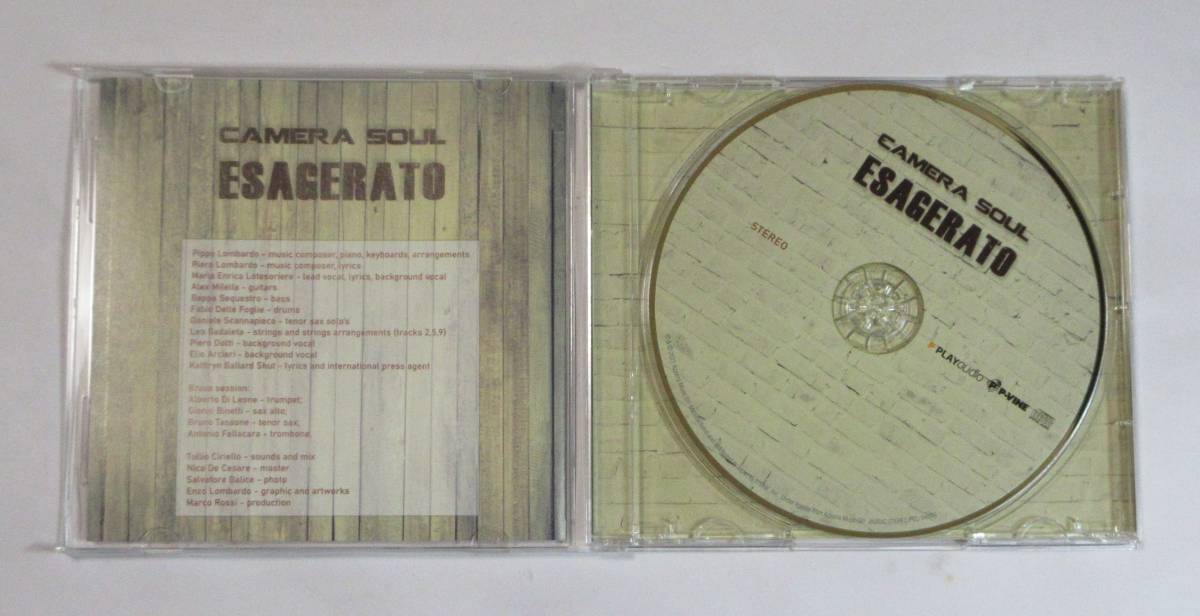 CAMERA SOUL
ESAGERATO
Pippo Lombardo - music composer, piano, keyboards, arrangements
Piero Lombardo - music composer, lyrics
Maria Enrica Lotesoriere - lead vocal, lyrics, background vocal
Alex Milella - guitars
Beppe Sequestro - bass
Fabio Delle Foglie - drums
Daniele Scannapieco - tenor sax solo's
Leo Gadaleta - strings and strings arrangements (tracks 2,5,9)
Piero Dotti - background vocal
Elio Arcieri - background vocal
Kathryn Ballard Shut - lyrics and international press agent
Brass session:
Alberto Di Leone - trumpet;
Gianni Binetti - sax alto;
Bruno Tassone - tenor sax;
Antonio Fallacara - trombone.
Tullio Ciriello - sounds and mix
Nico De Cesare - master
Salvatore Balice - photo
Enzo Lombardo - graphic and artworks
Marco Rossi - production
CAMERA SOUL
ESAGERATO
STEREO
PLAYaudio
P-VINE